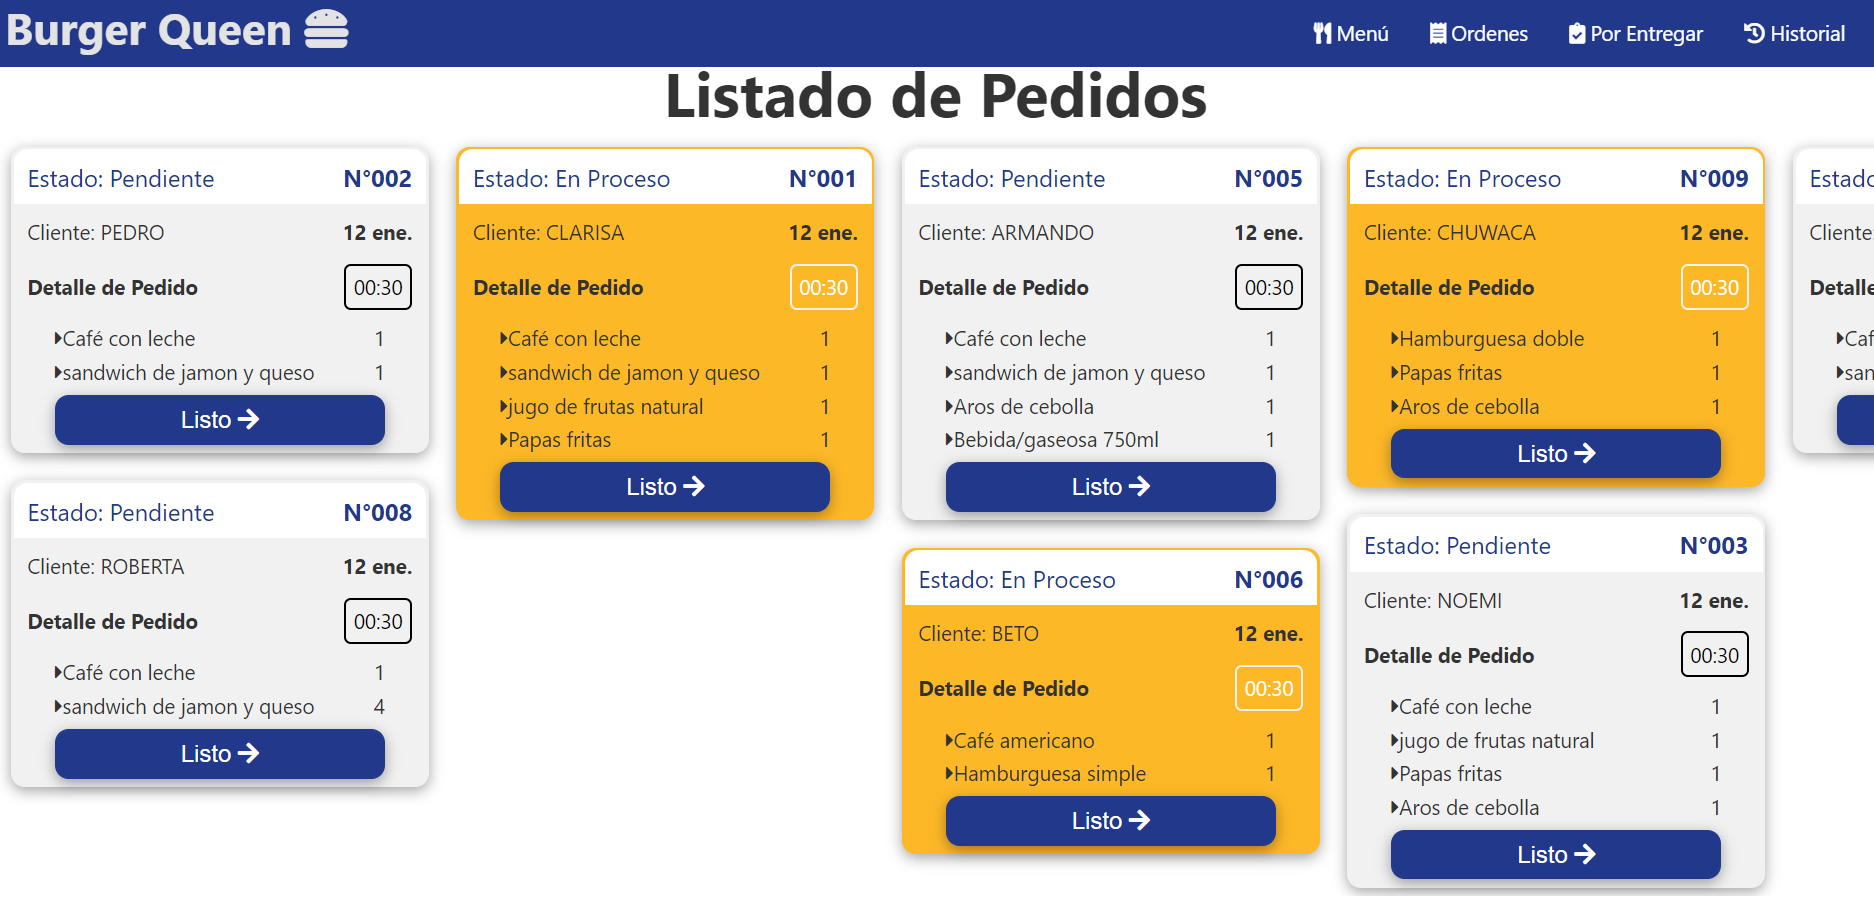 Burger Queen
Menú
Ordenes
Por Entregar
Historial
Listado de Pedidos
Estado: Pendiente N°002
Cliente: PEDRO 12 ene.
Detalle de Pedido 00:30
Café con leche 1
sandwich de jamon y queso 1
Listo
Estado: Pendiente N°008
Cliente: ROBERTA 12 ene.
Detalle de Pedido 00:30
Café con leche 1
sandwich de jamon y queso 4
Listo
Estado: En Proceso N°001
Cliente: CLARISA 12 ene.
Detalle de Pedido 00:30
Café con leche 1
sandwich de jamon y queso 1
jugo de frutas natural 1
Papas fritas 1
Listo
Estado: Pendiente N°005
Cliente: ARMANDO 12 ene.
Detalle de Pedido 00:30
Café con leche 1
sandwich de jamon y queso 1
Aros de cebolla 1
Bebida/gaseosa 750ml 1
Listo
Estado: En Proceso N°006
Cliente: BETO 12 ene.
Detalle de Pedido 00:30
Café americano 1
Hamburguesa simple 1
Listo
Estado: En Proceso N°009
Cliente: CHUWACA 12 ene.
Detalle de Pedido 00:30
Hamburguesa doble 1
Papas fritas 1
Aros de cebolla 1
Listo
Estado: Pendiente N°003
Cliente: NOEMI 12 ene.
Detalle de Pedido 00:30
Café con leche 1
jugo de frutas natural 1
Papas fritas 1
Aros de cebolla 1
Listo
Cliente